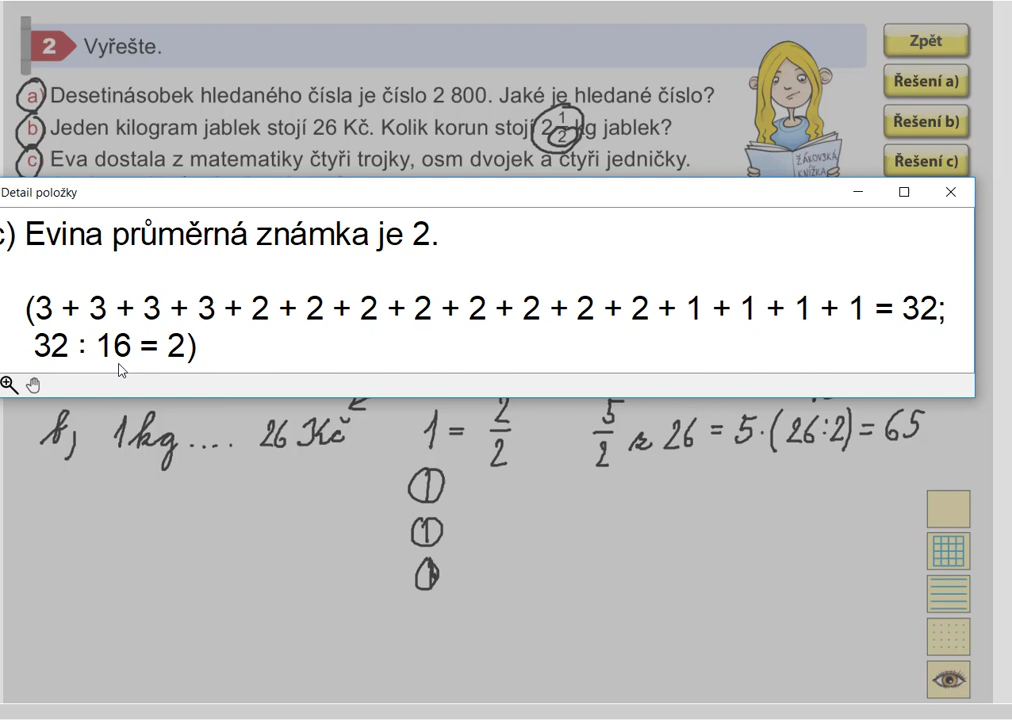 2 Vyřešte.
Zpět
a) Desetinásobek hledaného čísla je číslo 2 800. Jaké je hledané číslo?
Řešení a)
b) Jeden kilogram jablek stojí 26 Kč. Kolik korun stojí 2 1/2 kg jablek?
Řešení b)
c) Eva dostala z matematiky čtyři trojky, osm dvojek a čtyři jedničky.
Řešení c)
ŽÁKOVSKÁ
KNÍŽKA
Detail položky
c) Evina průměrná známka je 2.
(3 + 3 + 3 + 3 + 2 + 2 + 2 + 2 + 2 + 2 + 2 + 2 + 1 + 1 + 1 + 1 = 32;
32 : 16 = 2)
b, 1kg .... 26 Kč 1 = 2/2 5/2 z 26 = 5·(26:2) = 65
1
1